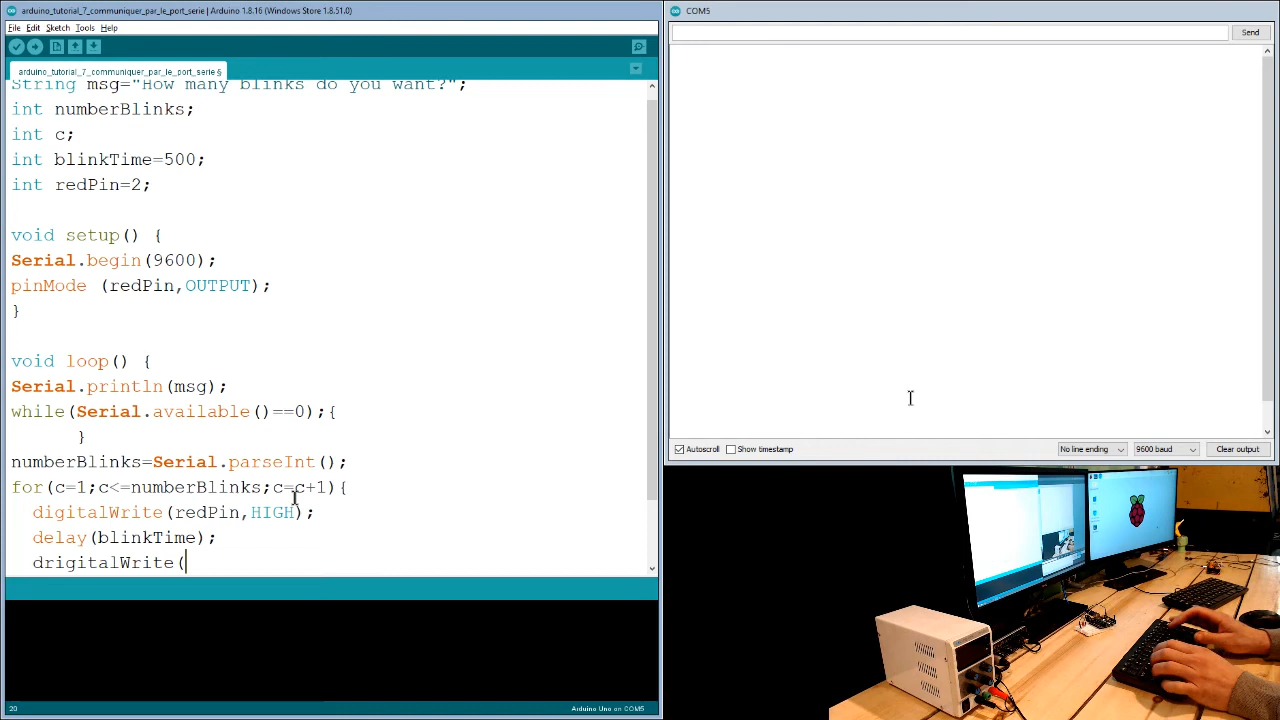 arduino_tutorial_7_communiquer_par_le_port_serie | Arduino 1.8.16 (Windows Store 1.8.51.0)
File Edit Sketch Tools Help
arduino_tutorial_7_communiquer_par_le_port_serie §
String msg="How many blinks do you want?";
int numberBlinks;
int c;
int blinkTime=500;
int redPin=2;
void setup() {
Serial.begin(9600);
pinMode (redPin,OUTPUT);
}
void loop() {
Serial.println(msg);
while(Serial.available()==0);{
}
numberBlinks=Serial.parseInt();
for(c=1;c<=numberBlinks;c=c+1){
digitalWrite(redPin,HIGH);
delay(blinkTime);
drigitalWrite(
20
Arduino Uno on COM5
COM5
Send
Autoscroll Show timestamp
No line ending 9600 baud Clear output